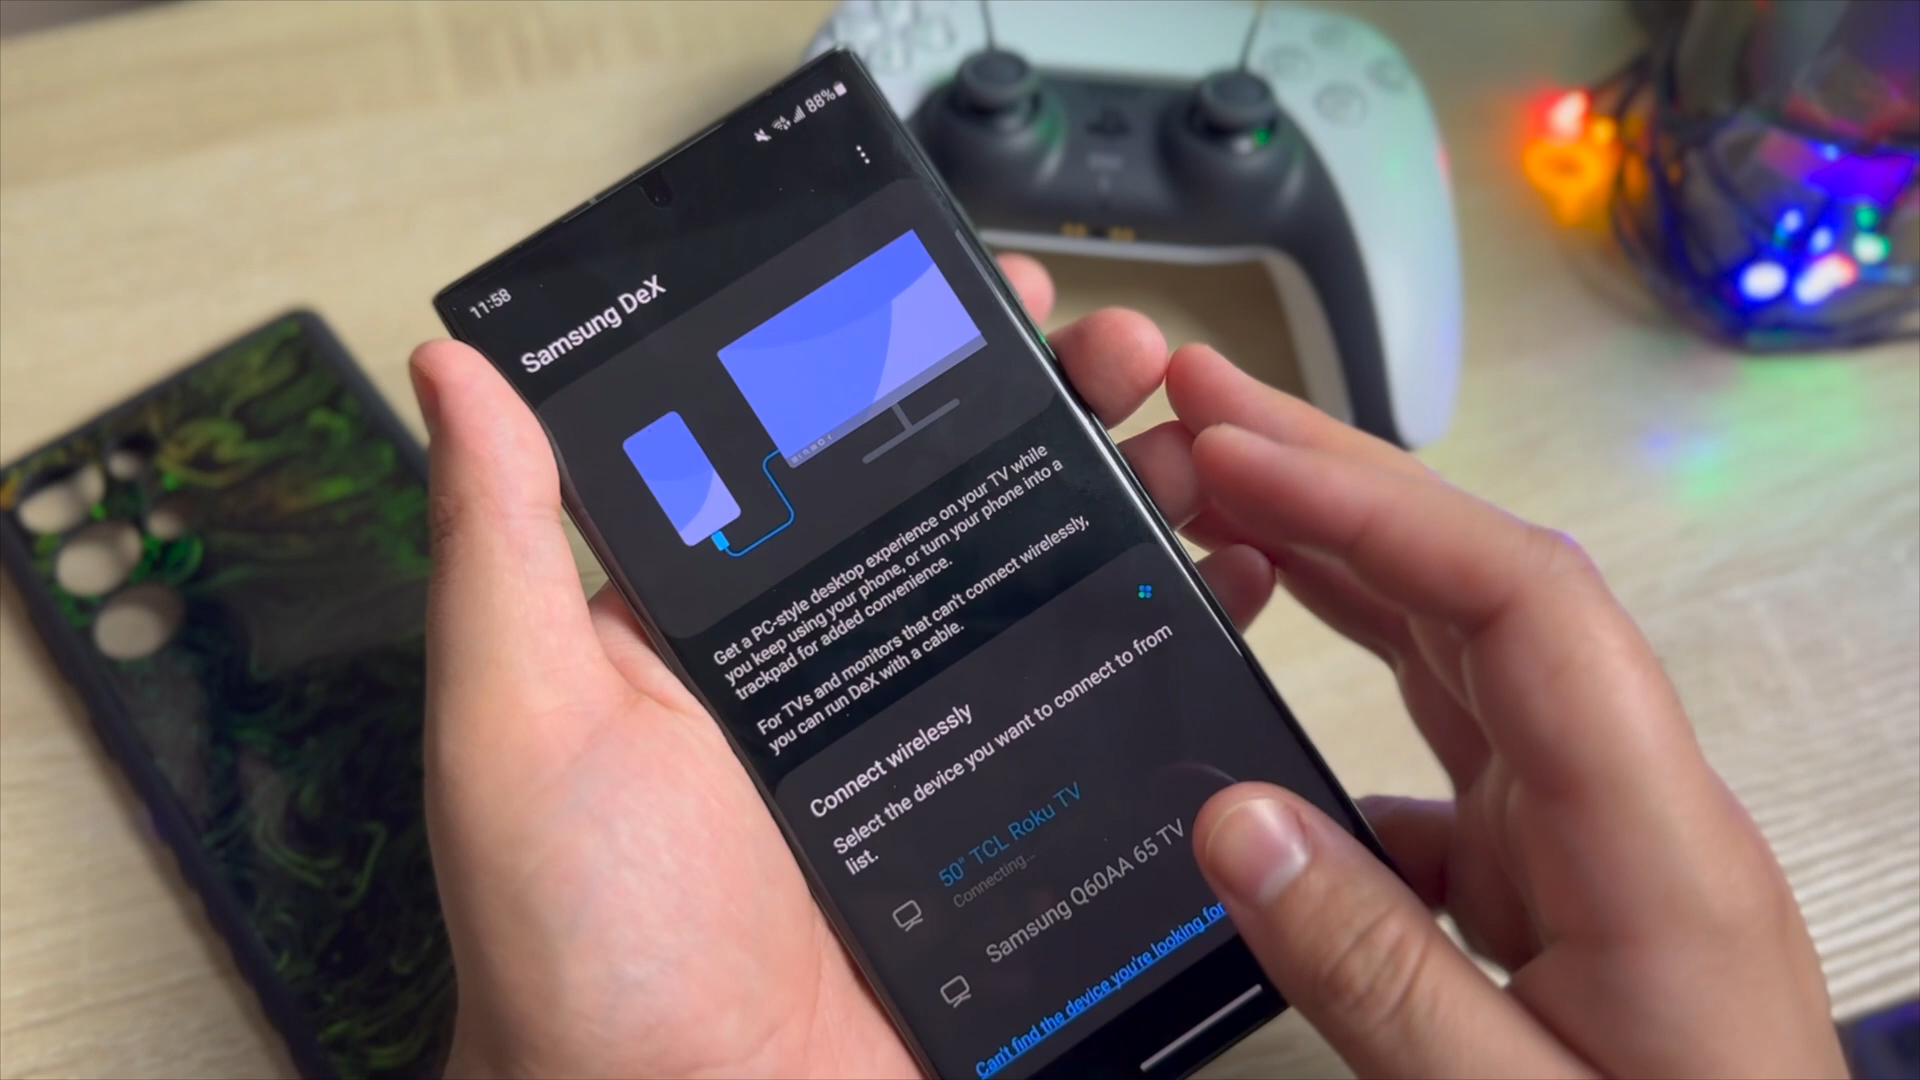 11:58
88%
Samsung DeX
Get a PC-style desktop experience on your TV while
you keep using your phone, or turn your phone into a
trackpad for added convenience.
For TVs and monitors that can't connect wirelessly,
you can run DeX with a cable.
Connect wirelessly
Select the device you want to connect to from
list.
50" TCL Roku TV
Connecting...
Samsung Q60AA 65 TV
Can't find the device you're looking for